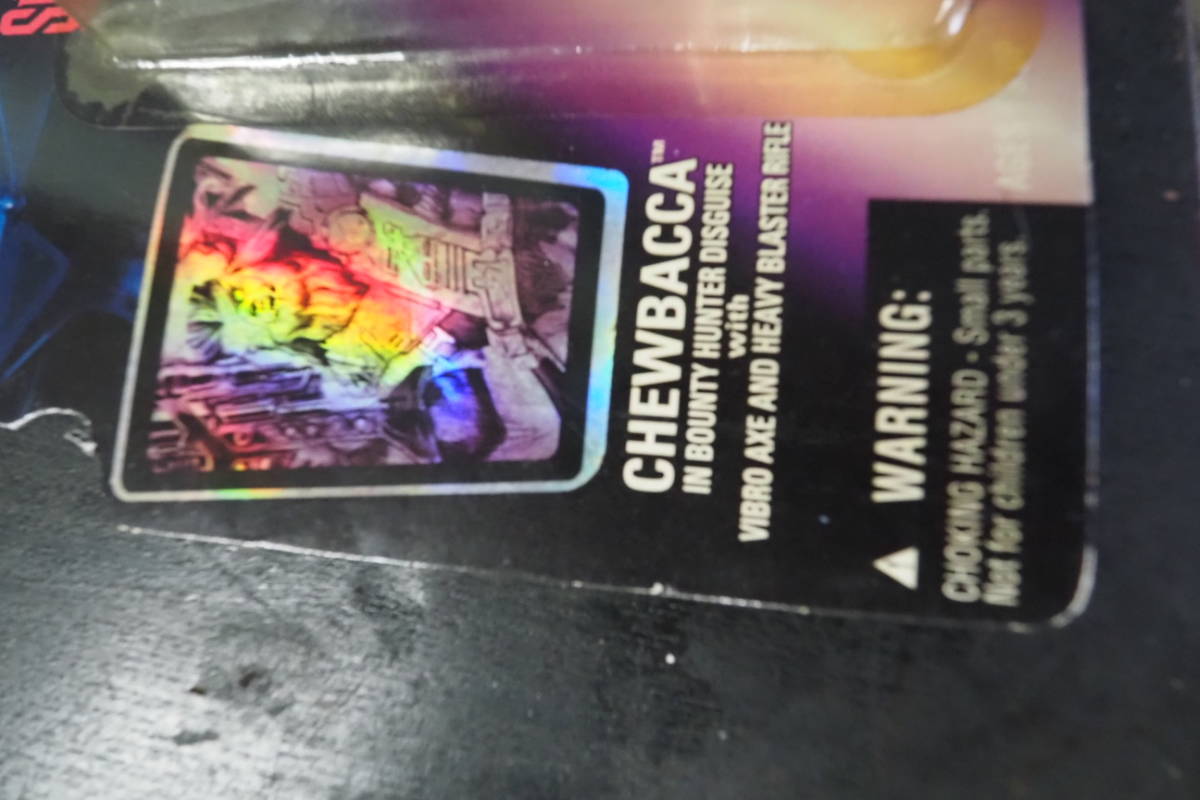 CHEWBACCA™
IN BOUNTY HUNTER DISGUISE
with
VIBRO AXE AND HEAVY BLASTER RIFLE
WARNING:
CHOKING HAZARD - Small parts.
Not for children under 3 years.
AGES